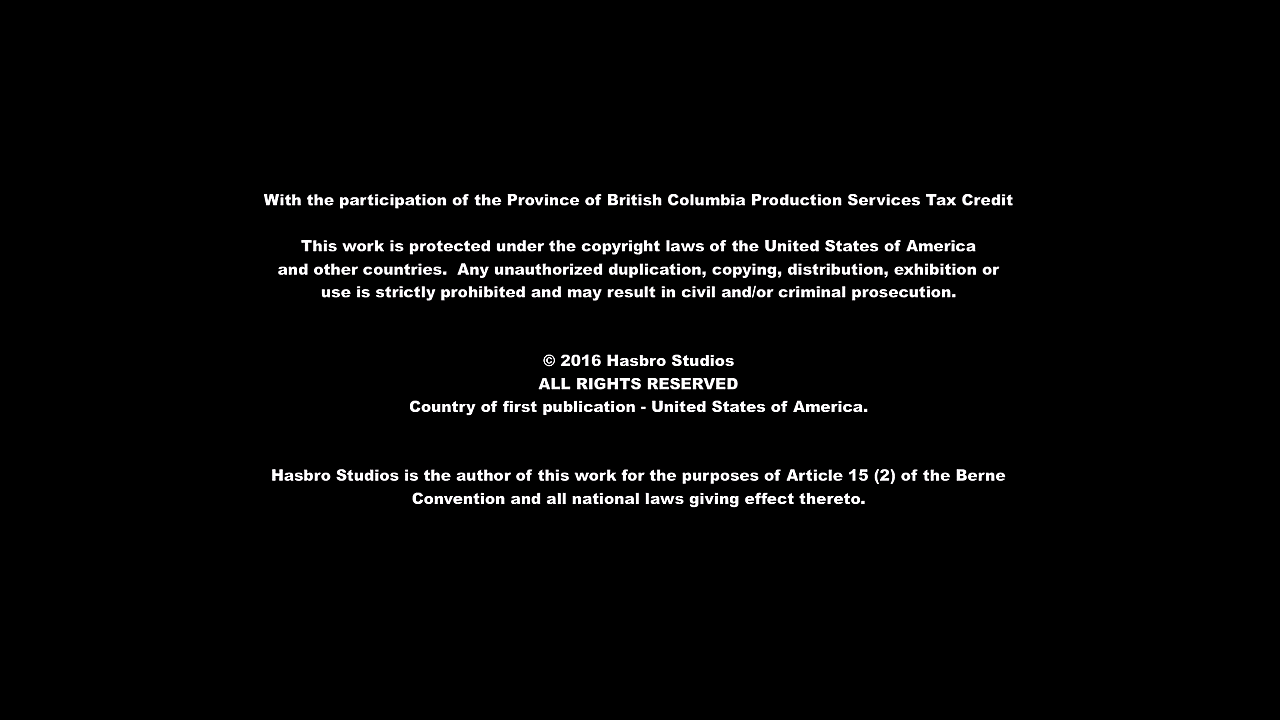 With the participation of the Province of British Columbia Production Services Tax Credit
This work is protected under the copyright laws of the United States of America
and other countries.  Any unauthorized duplication, copying, distribution, exhibition or
use is strictly prohibited and may result in civil and/or criminal prosecution.
© 2016 Hasbro Studios
ALL RIGHTS RESERVED
Country of first publication - United States of America.
Hasbro Studios is the author of this work for the purposes of Article 15 (2) of the Berne
Convention and all national laws giving effect thereto.